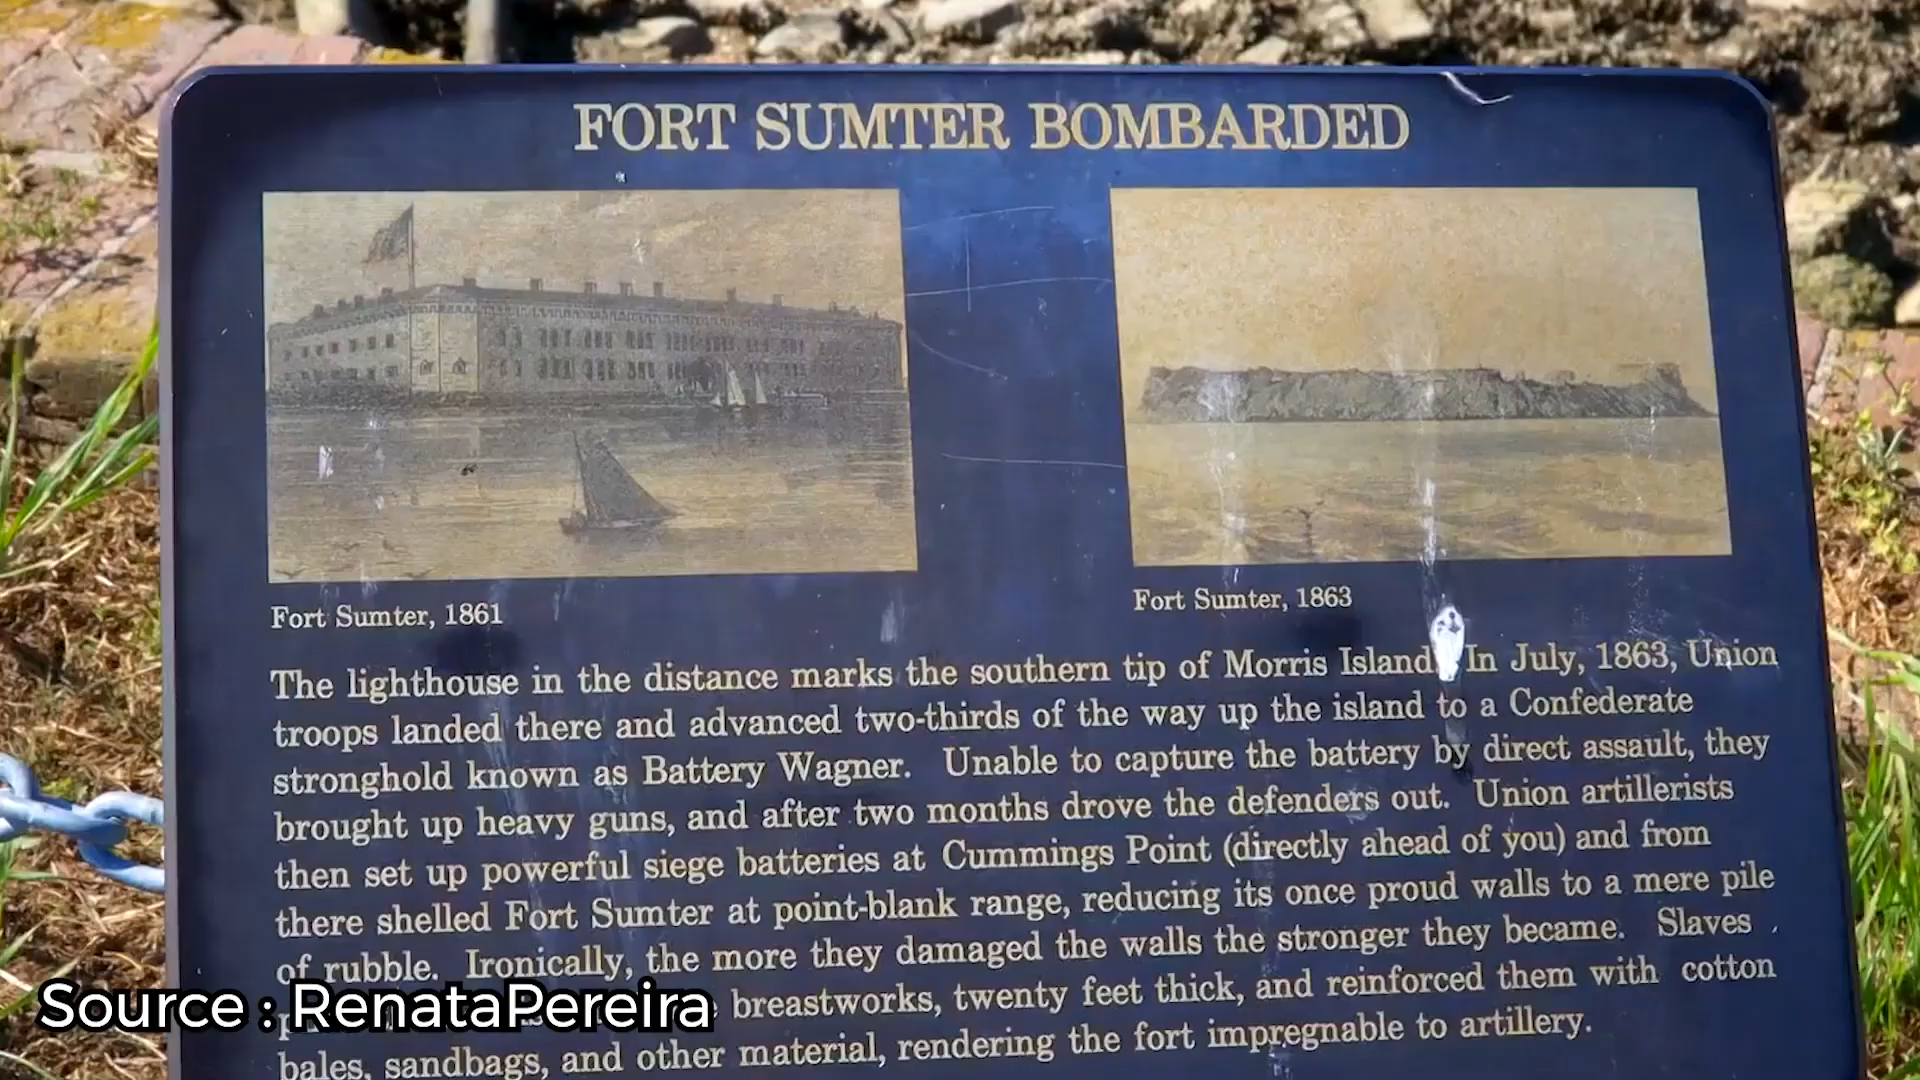 FORT SUMTER BOMBARDED
Fort Sumter, 1861
Fort Sumter, 1863
The lighthouse in the distance marks the southern tip of Morris Island. In July, 1863, Union
troops landed there and advanced two-thirds of the way up the island to a Confederate
stronghold known as Battery Wagner. Unable to capture the battery by direct assault, they
brought up heavy guns, and after two months drove the defenders out. Union artillerists
then set up powerful siege batteries at Cummings Point (directly ahead of you) and from
there shelled Fort Sumter at point-blank range, reducing its once proud walls to a mere pile
of rubble. Ironically, the more they damaged the walls the stronger they became. Slaves
breastworks, twenty feet thick, and reinforced them with cotton
bales, sandbags, and other material, rendering the fort impregnable to artillery.
Source : RenataPereira